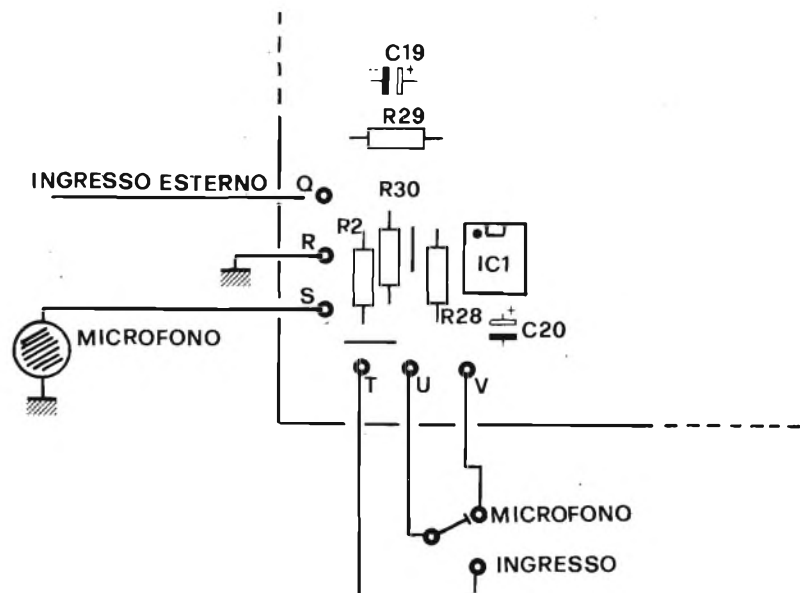 C19
- +
R29
INGRESSO ESTERNO Q
R30
R2
R
IC1
S
R28
+
C20
MICROFONO
T U V
MICROFONO
INGRESSO